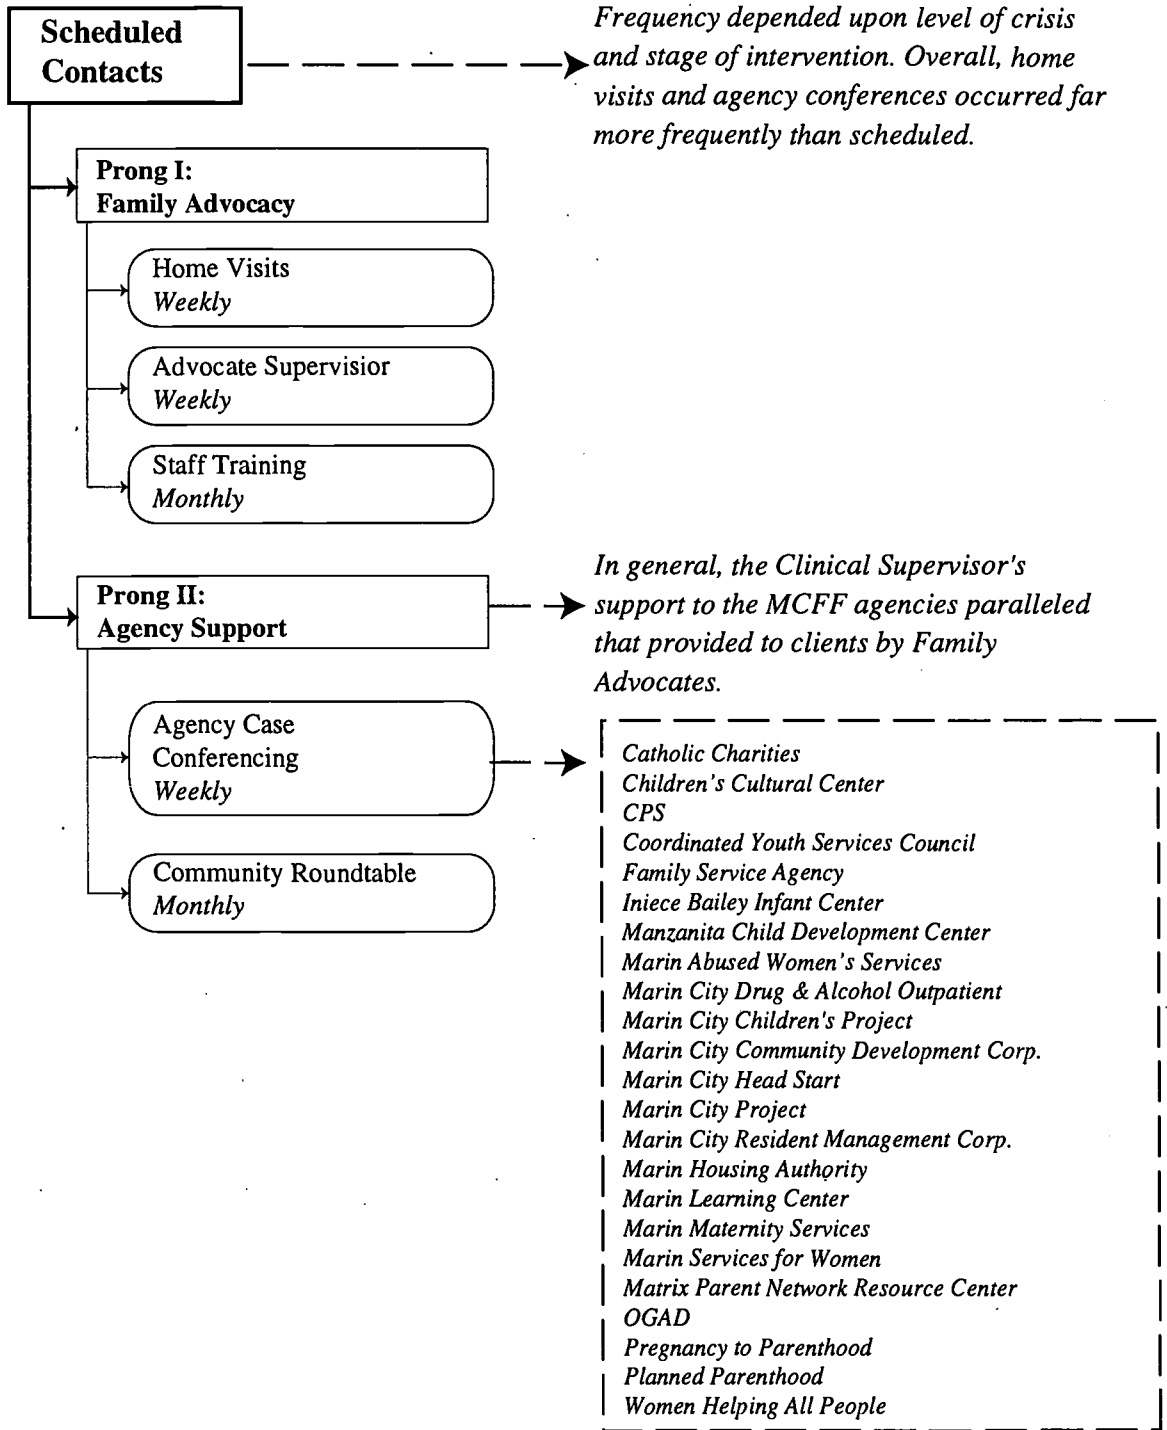 Scheduled
Contacts
Frequency depended upon level of crisis
and stage of intervention. Overall, home
visits and agency conferences occurred far
more frequently than scheduled.
Prong I:
Family Advocacy
Home Visits
Weekly
Advocate Supervisior
Weekly
Staff Training
Monthly
Prong II:
Agency Support
In general, the Clinical Supervisor's
support to the MCFF agencies paralleled
that provided to clients by Family
Advocates.
Agency Case
Conferencing
Weekly
Community Roundtable
Monthly
Catholic Charities
Children's Cultural Center
CPS
Coordinated Youth Services Council
Family Service Agency
Iniece Bailey Infant Center
Manzanita Child Development Center
Marin Abused Women's Services
Marin City Drug & Alcohol Outpatient
Marin City Children's Project
Marin City Community Development Corp.
Marin City Head Start
Marin City Project
Marin City Resident Management Corp.
Marin Housing Authority
Marin Learning Center
Marin Maternity Services
Marin Services for Women
Matrix Parent Network Resource Center
OGAD
Pregnancy to Parenthood
Planned Parenthood
Women Helping All People